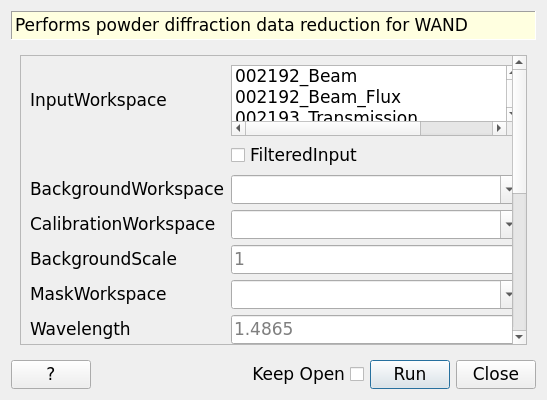 Performs powder diffraction data reduction for WAND
InputWorkspace
002192_Beam
002192_Beam_Flux
002193_Transmission
FilteredInput
BackgroundWorkspace
CalibrationWorkspace
BackgroundScale 1
MaskWorkspace
Wavelength 1.4865
? Keep Open Run Close